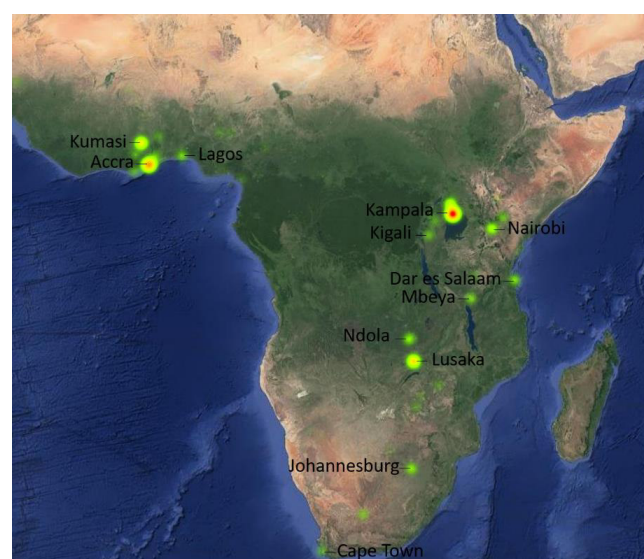 Kumasi
Accra
Lagos
Kampala
Kigali
Nairobi
Dar es Salaam
Mbeya
Ndola
Lusaka
Johannesburg
Cape Town